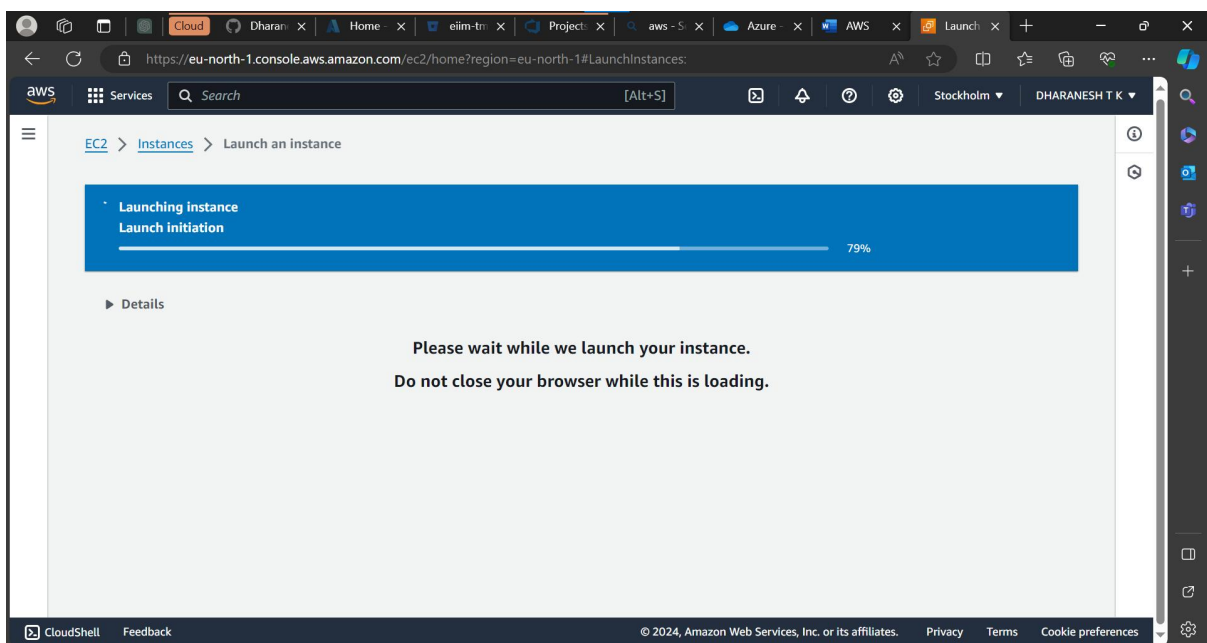 Cloud Dharan Home - eiim-tm Projects aws - S Azure - AWS Launch
https://eu-north-1.console.aws.amazon.com/ec2/home?region=eu-north-1#LaunchInstances:
aws Services Search [Alt+S] Stockholm DHARANESH T K
EC2 > Instances > Launch an instance
Launching instance
Launch initiation
79%
Details
Please wait while we launch your instance.
Do not close your browser while this is loading.
CloudShell Feedback © 2024, Amazon Web Services, Inc. or its affiliates. Privacy Terms Cookie preferences